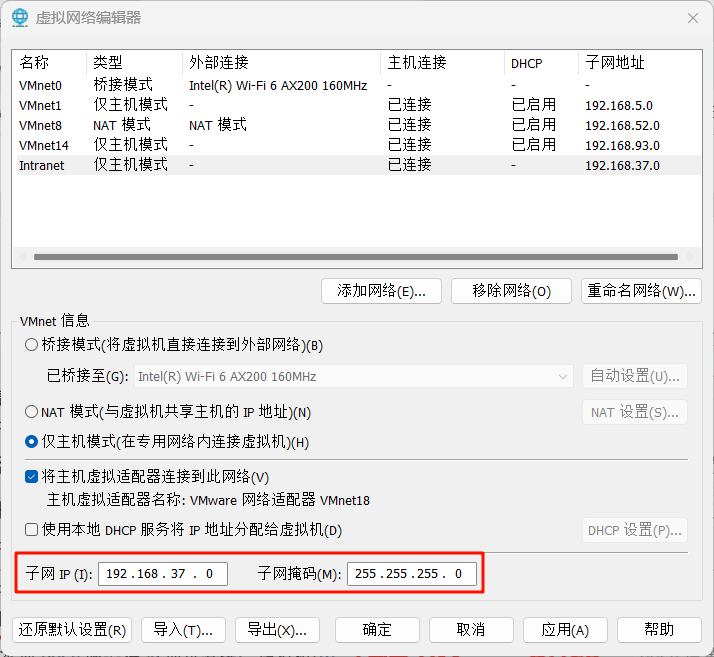 虚拟网络编辑器
名称 类型 外部连接 主机连接 DHCP 子网地址
VMnet0 桥接模式 Intel(R) Wi-Fi 6 AX200 160MHz - - -
VMnet1 仅主机模式 - 已连接 已启用 192.168.5.0
VMnet8 NAT 模式 NAT 模式 已连接 已启用 192.168.52.0
VMnet14 仅主机模式 - 已连接 已启用 192.168.93.0
Intranet 仅主机模式 - 已连接 - 192.168.37.0
添加网络(E)... 移除网络(O) 重命名网络(W)...
VMnet 信息
桥接模式(将虚拟机直接连接到外部网络)(B)
已桥接至(G): Intel(R) Wi-Fi 6 AX200 160MHz 自动设置(U)...
NAT 模式(与虚拟机共享主机的 IP 地址)(N) NAT 设置(S)...
仅主机模式(在专用网络内连接虚拟机)(H)
将主机虚拟适配器连接到此网络(V)
主机虚拟适配器名称: VMware 网络适配器 VMnet18
使用本地 DHCP 服务将 IP 地址分配给虚拟机(D) DHCP 设置(P)...
子网 IP (I): 192.168. 37 . 0 子网掩码(M): 255.255.255. 0
还原默认设置(R) 导入(T)... 导出(X)... 确定 取消 应用(A) 帮助